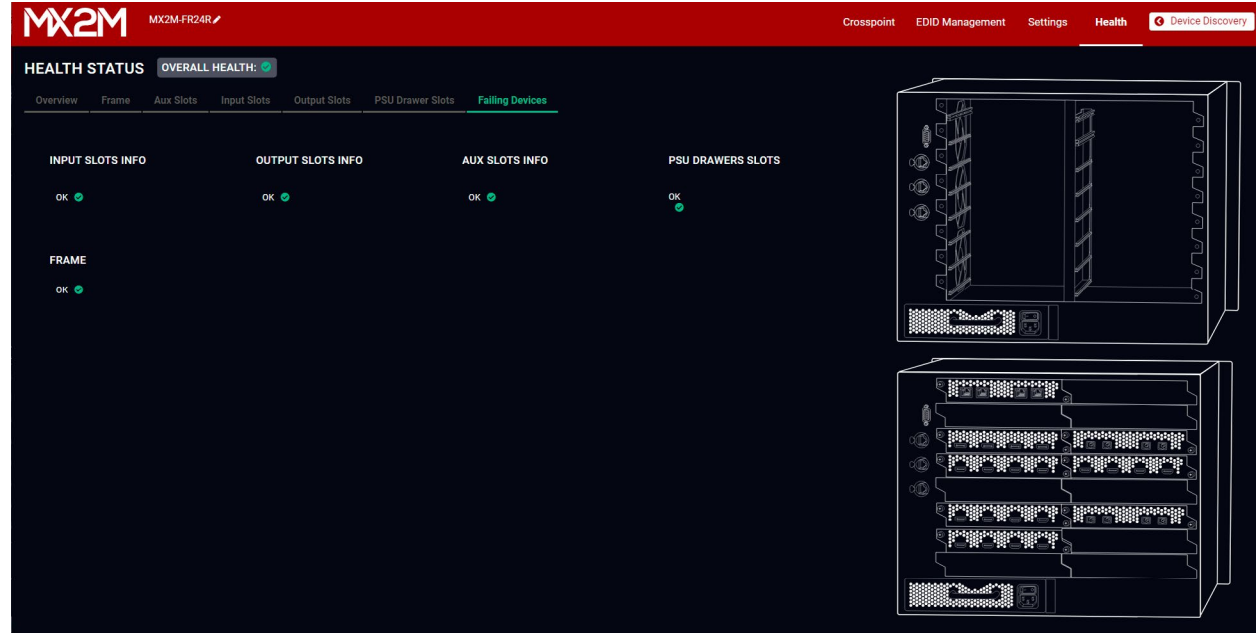 MX2M MX2M-FR24R Crosspoint EDID Management Settings Health Device Discovery
HEALTH STATUS OVERALL HEALTH:
Overview Frame Aux Slots Input Slots Output Slots PSU Drawer Slots Failing Devices
INPUT SLOTS INFO OUTPUT SLOTS INFO AUX SLOTS INFO PSU DRAWERS SLOTS
OK OK OK OK
FRAME
OK